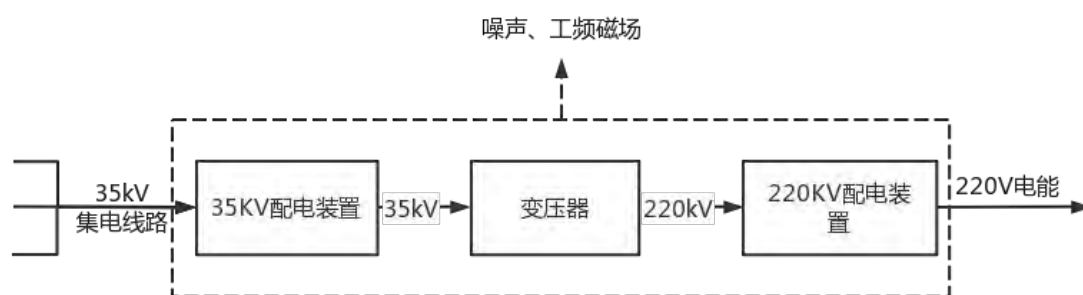 噪声、工频磁场
35kV
集电线路
35KV配电装置
35kV
变压器
220kV
220KV配电装
置
220V电能